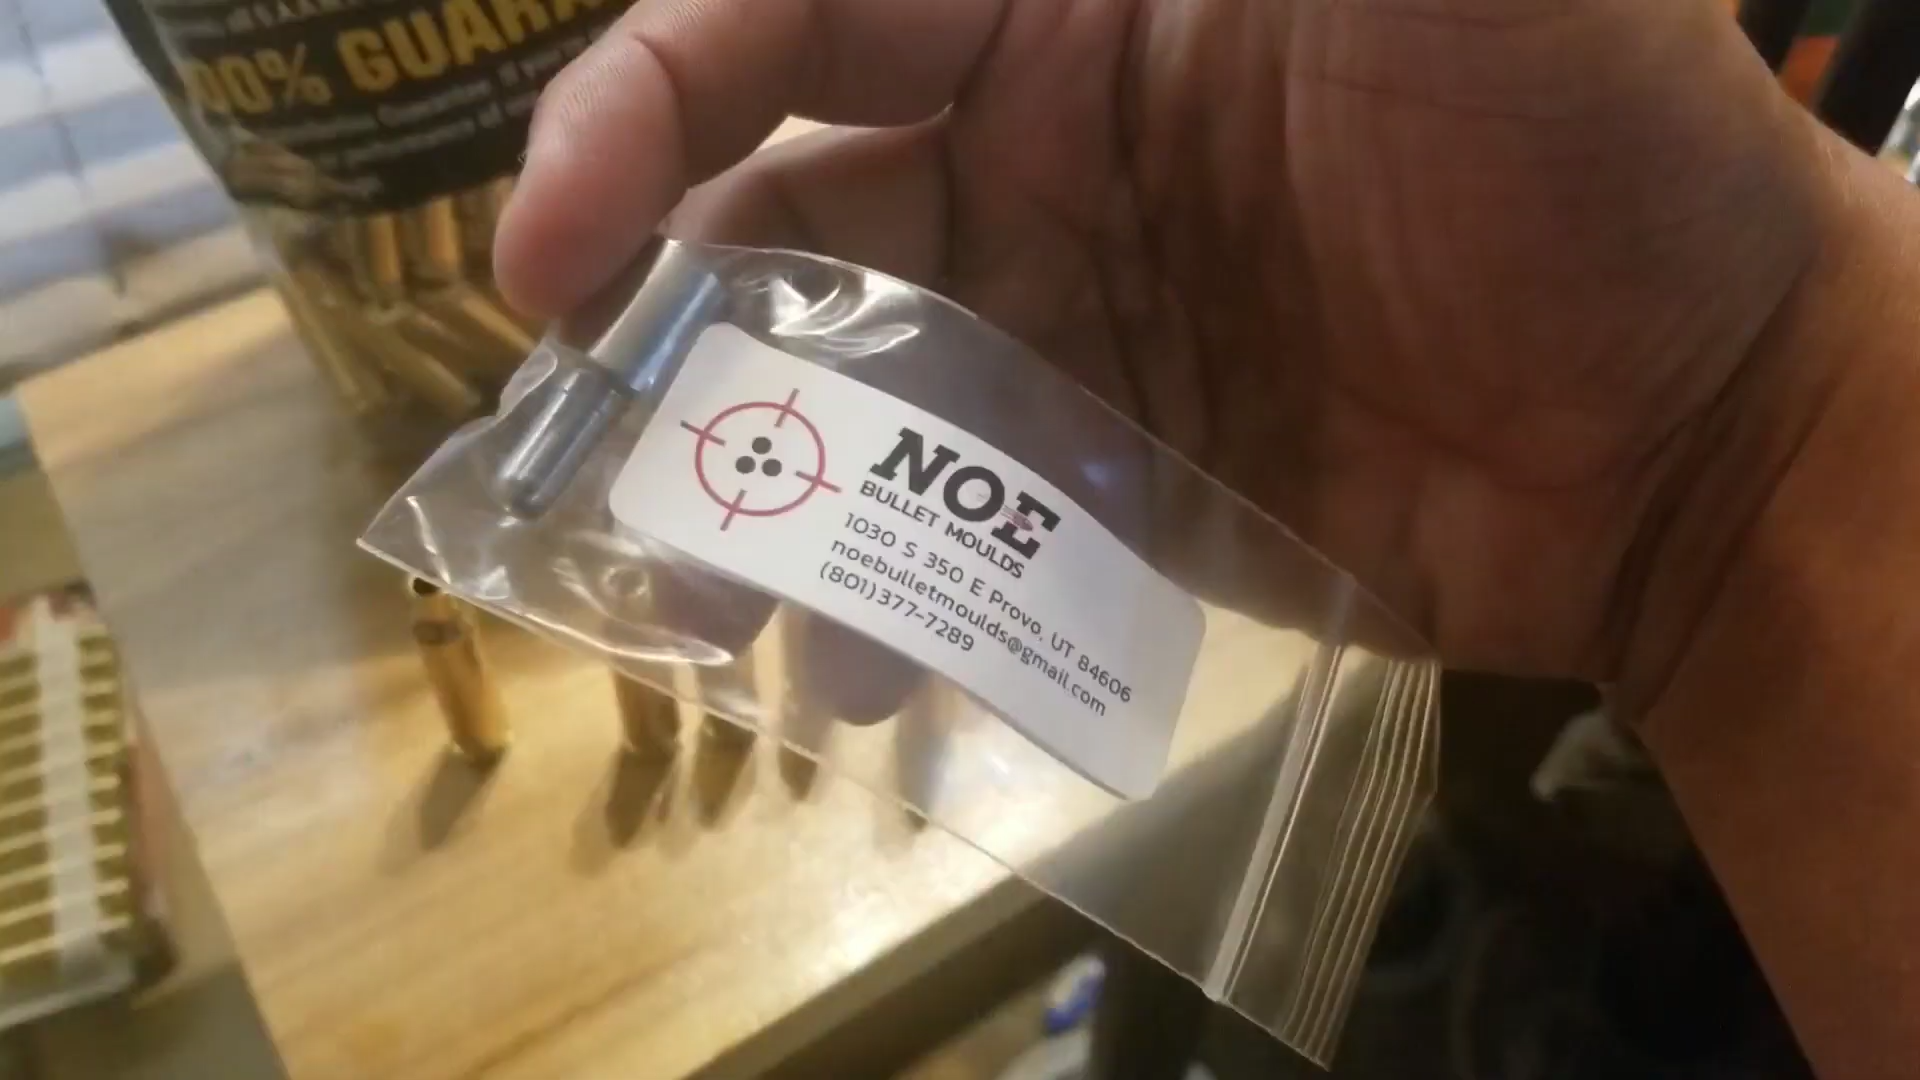 00% GUARA
NOE
BULLET MOULDS
1030 S 350 E Provo, UT 84606
noebulletmoulds@gmail.com
(801)377-7289